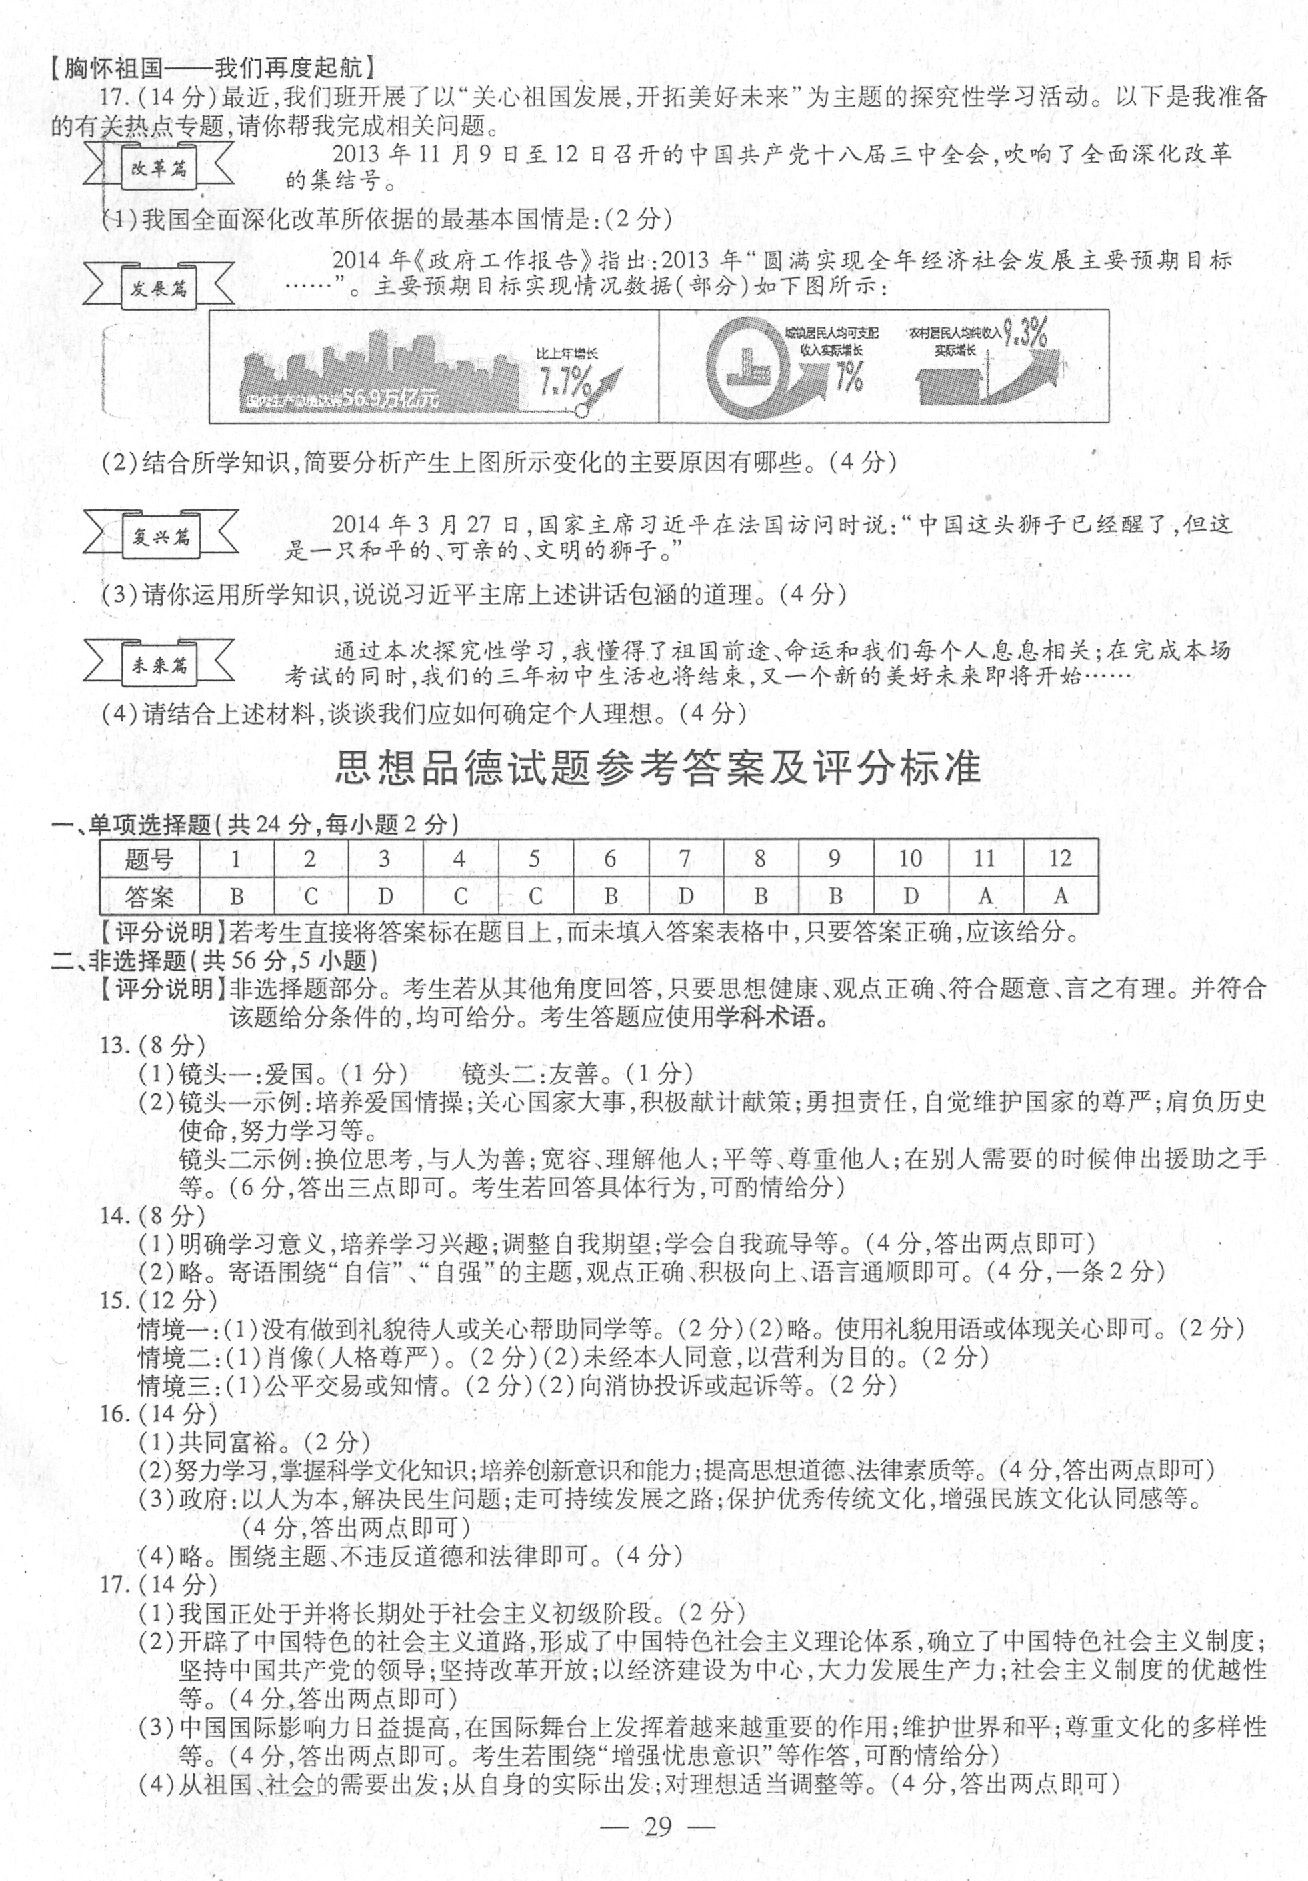 【胸怀祖国——我们再度起航】
17.(14 分)最近,我们班开展了以“关心祖国发展,开拓美好未来”为主题的探究性学习活动。以下是我准备
的有关热点专题,请你帮我完成相关问题。
改革篇
2013 年 11 月 9 日至 12 日召开的中国共产党十八届三中全会,吹响了全面深化改革
的集结号。
(1)我国全面深化改革所依据的最基本国情是:(2 分)
发展篇
2014 年《政府工作报告》指出:2013 年“圆满实现全年经济社会发展主要预期目标
……”。主要预期目标实现情况数据(部分)如下图所示:
国内生产总值达到56.9万亿元
比上年增长
7.7%
城镇居民人均可支配
收入实际增长
7%
农村居民人均纯收入
实际增长
9.3%
(2)结合所学知识,简要分析产生上图所示变化的主要原因有哪些。(4 分)
复兴篇
2014 年 3 月 27 日,国家主席习近平在法国访问时说:“中国这头狮子已经醒了,但这
是一只和平的、可亲的、文明的狮子。”
(3)请你运用所学知识,说说习近平主席上述讲话包涵的道理。(4 分)
未来篇
通过本次探究性学习,我懂得了祖国前途、命运和我们每个人息息相关;在完成本场
考试的同时,我们的三年初中生活也将结束,又一个新的美好未来即将开始……
(4)请结合上述材料,谈谈我们应如何确定个人理想。(4 分)
思想品德试题参考答案及评分标准
一、单项选择题(共 24 分,每小题 2 分)
题号 1 2 3 4 5 6 7 8 9 10 11 12
答案 B C D C C B D B B D A A
【评分说明】若考生直接将答案标在题目上,而未填入答案表格中,只要答案正确,应该给分。
二、非选择题(共 56 分,5 小题)
【评分说明】非选择题部分。考生若从其他角度回答,只要思想健康、观点正确、符合题意、言之有理。并符合
该题给分条件的,均可给分。考生答题应使用学科术语。
13.(8 分)
(1)镜头一:爱国。(1 分) 镜头二:友善。(1 分)
(2)镜头一示例:培养爱国情操;关心国家大事,积极献计献策;勇担责任,自觉维护国家的尊严;肩负历史
使命,努力学习等。
镜头二示例:换位思考,与人为善;宽容、理解他人;平等、尊重他人;在别人需要的时候伸出援助之手
等。(6 分,答出三点即可。考生若回答具体行为,可酌情给分)
14.(8 分)
(1)明确学习意义,培养学习兴趣;调整自我期望;学会自我疏导等。(4 分,答出两点即可)
(2)略。寄语围绕“自信”、“自强”的主题,观点正确、积极向上、语言通顺即可。(4 分,一条 2 分)
15.(12 分)
情境一:(1)没有做到礼貌待人或关心帮助同学等。(2 分)(2)略。使用礼貌用语或体现关心即可。(2 分)
情境二:(1)肖像(人格尊严)。(2 分)(2)未经本人同意,以营利为目的。(2 分)
情境三:(1)公平交易或知情。(2 分)(2)向消协投诉或起诉等。(2 分)
16.(14 分)
(1)共同富裕。(2 分)
(2)努力学习,掌握科学文化知识;培养创新意识和能力;提高思想道德、法律素质等。(4 分,答出两点即可)
(3)政府:以人为本,解决民生问题;走可持续发展之路;保护优秀传统文化,增强民族文化认同感等。
(4 分,答出两点即可)
(4)略。围绕主题、不违反道德和法律即可。(4 分)
17.(14 分)
(1)我国正处于并将长期处于社会主义初级阶段。(2 分)
(2)开辟了中国特色的社会主义道路,形成了中国特色社会主义理论体系,确立了中国特色社会主义制度;
坚持中国共产党的领导;坚持改革开放;以经济建设为中心,大力发展生产力;社会主义制度的优越性
等。(4 分,答出两点即可)
(3)中国国际影响力日益提高,在国际舞台上发挥着越来越重要的作用;维护世界和平;尊重文化的多样性
等。(4 分,答出两点即可。考生若围绕“增强忧患意识”等作答,可酌情给分)
(4)从祖国、社会的需要出发;从自身的实际出发;对理想适当调整等。(4 分,答出两点即可)
— 29 —